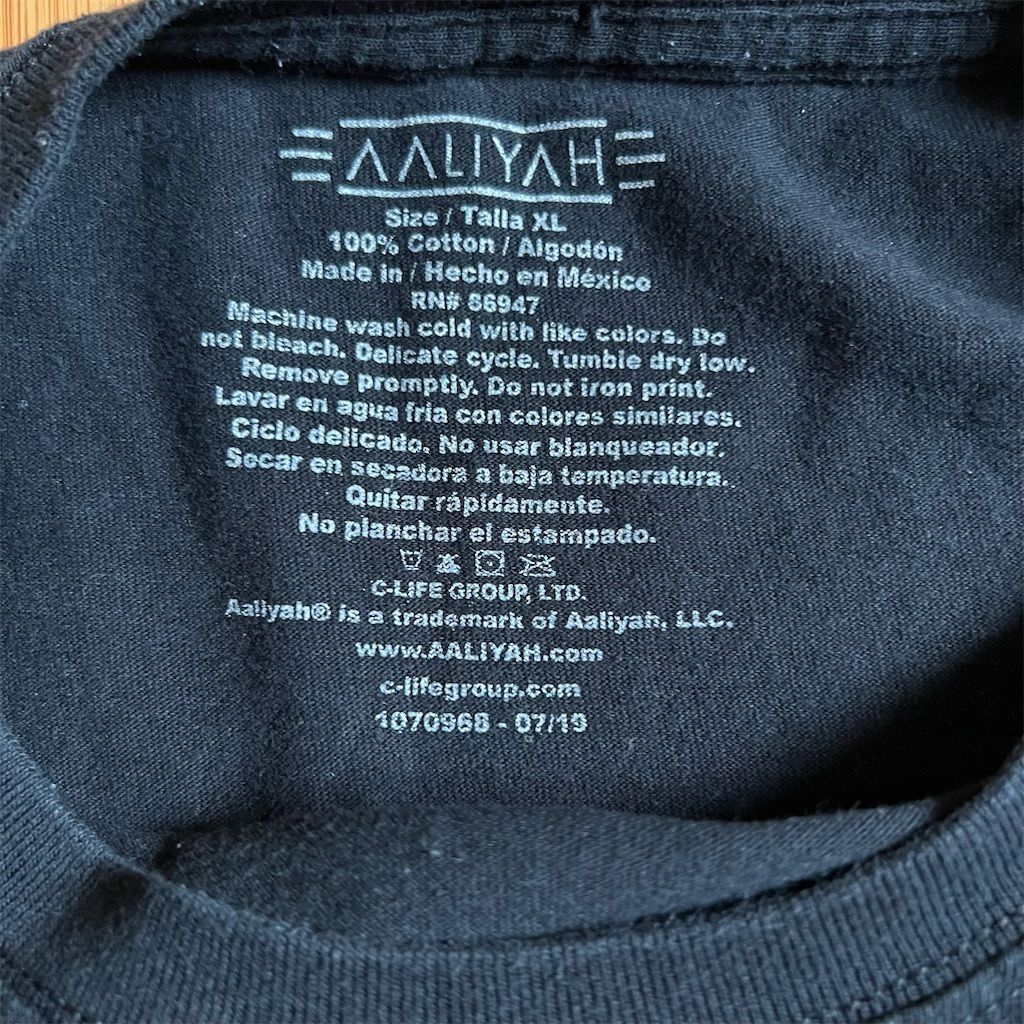 AALIYAH
Size / Talla XL
100% Cotton / Algodón
Made in / Hecho en México
RN# 86947
Machine wash cold with like colors. Do
not bleach. Delicate cycle. Tumble dry low.
Remove promptly. Do not iron print.
Lavar en agua fria con colores similares.
Ciclo delicado. No usar blanqueador.
Secar en secadora a baja temperatura.
Quitar rápidamente.
No planchar el estampado.
C-LIFE GROUP, LTD.
Aaliyah® is a trademark of Aaliyah, LLC.
www.AALIYAH.com
c-lifegroup.com
1070968 - 07/19